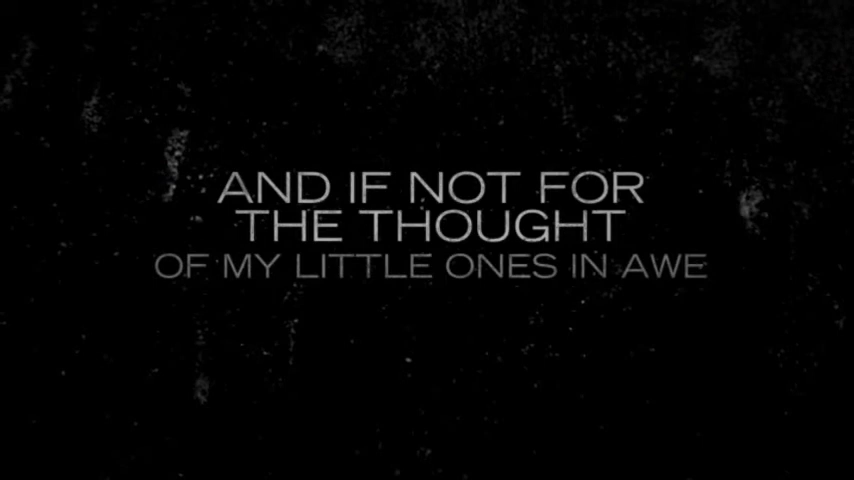 AND IF NOT FOR
THE THOUGHT
OF MY LITTLE ONES IN AWE